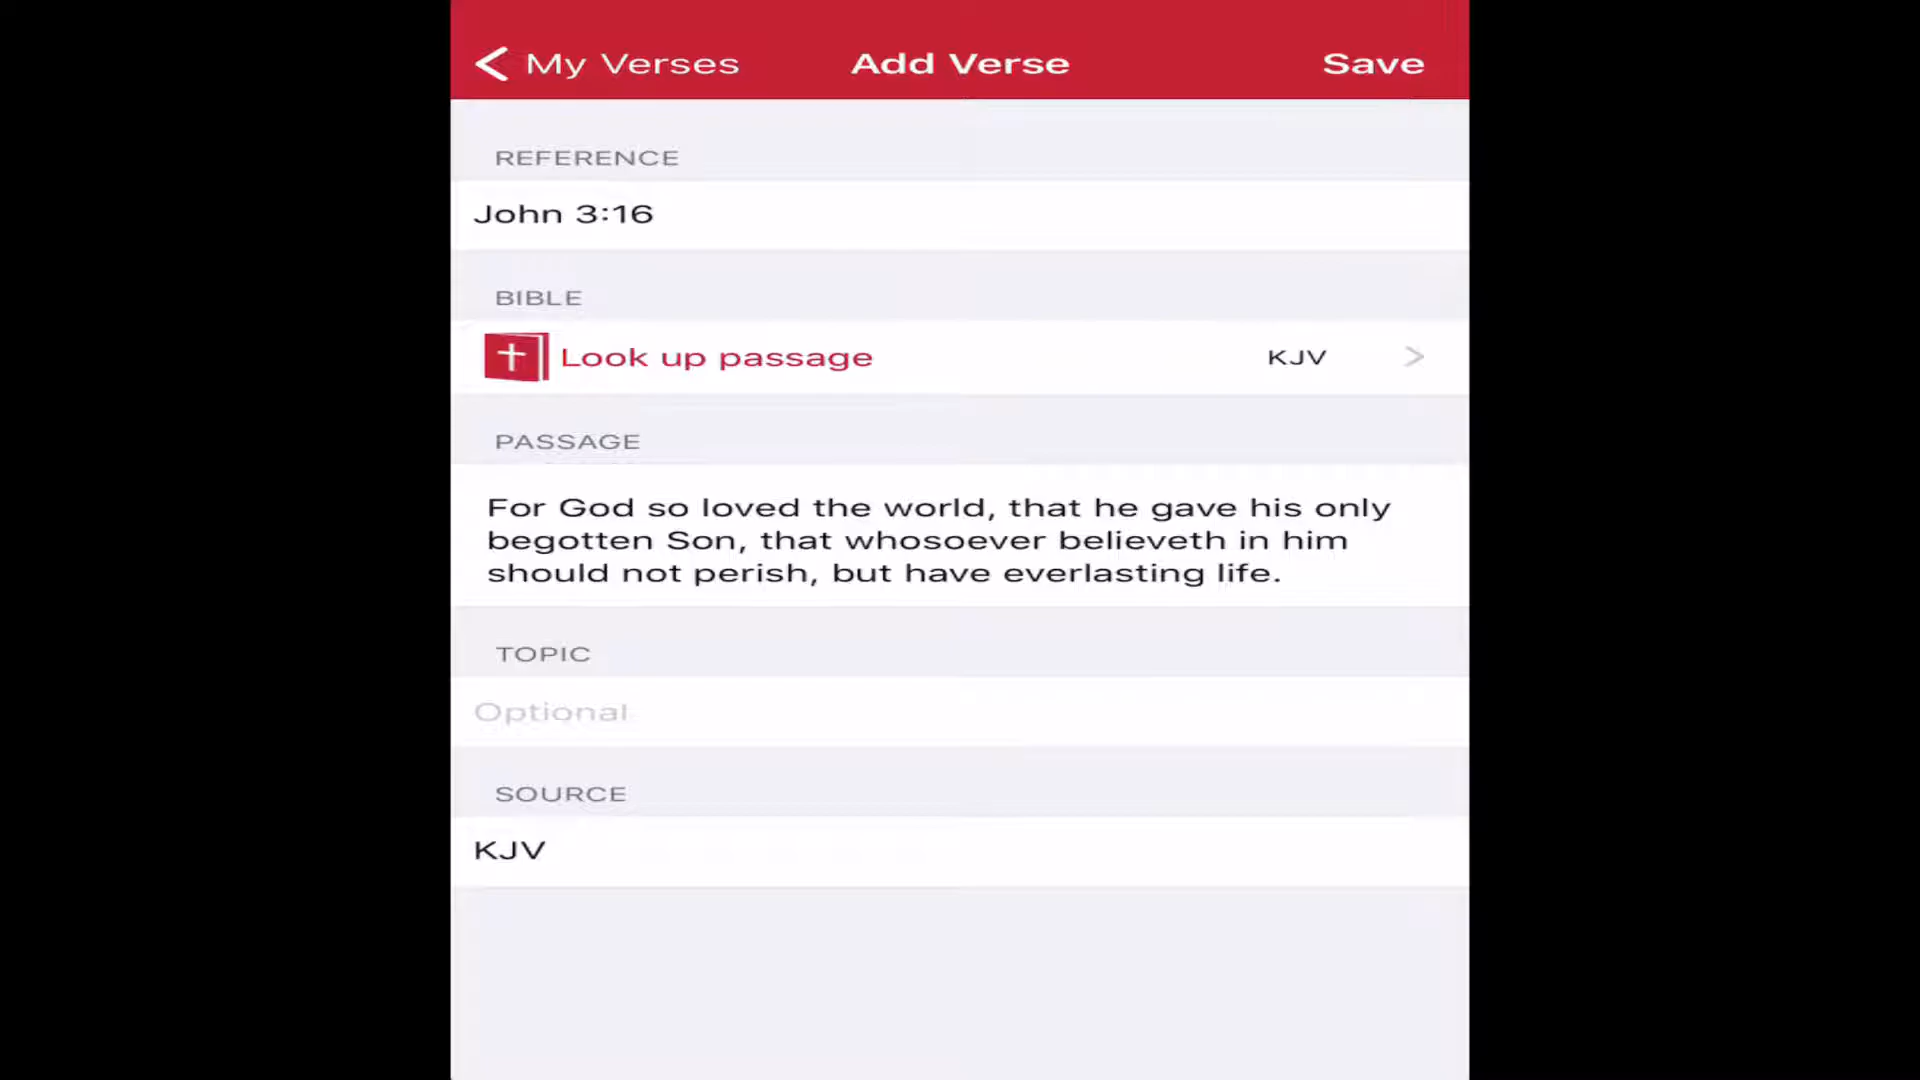 My Verses Add Verse Save
REFERENCE
John 3:16
BIBLE
Look up passage KJV
PASSAGE
For God so loved the world, that he gave his only
begotten Son, that whosoever believeth in him
should not perish, but have everlasting life.
TOPIC
Optional
SOURCE
KJV